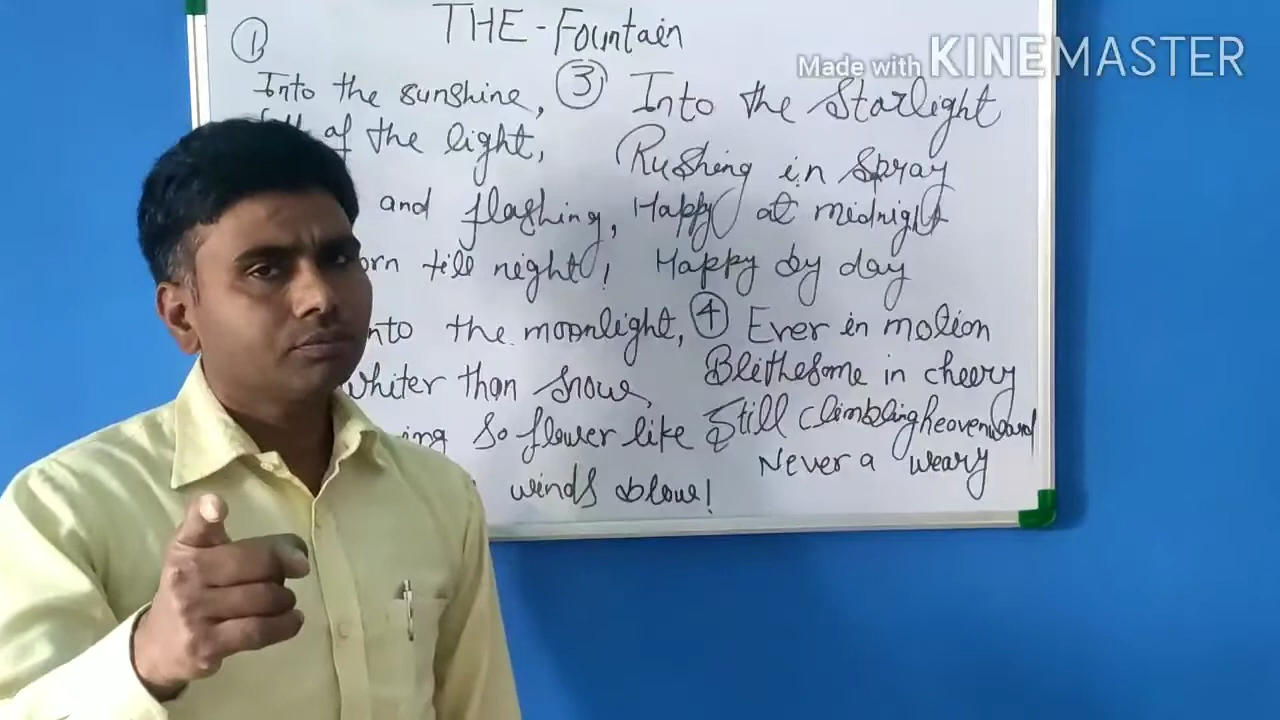 THE-Fountain
Made with KINEMASTER
①
Into the sunshine,
of the light,
and flashing,
till night!
Into the moonlight,
Whiter than snow,
so flower like
winds blow!
③ Into the Starlight
Rushing in Spray
Happy at midnight
Happy by day
④ Ever in motion
Blithesome in cheery
Still climbling heavenward
Never a weary